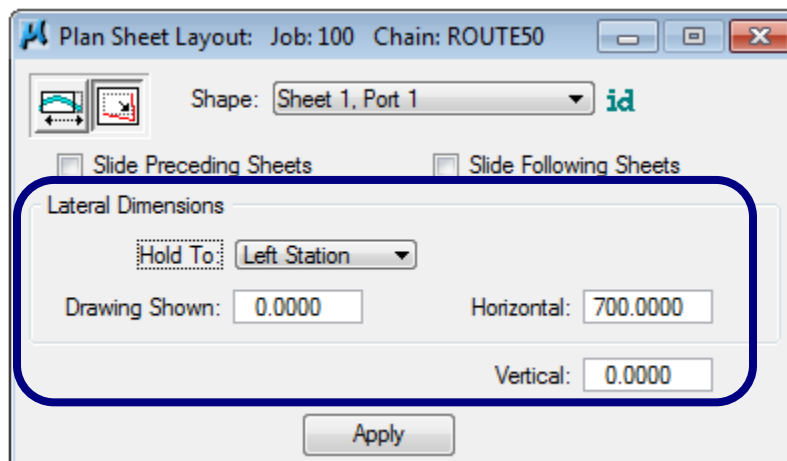 Plan Sheet Layout: Job: 100 Chain: ROUTE50
Shape: Sheet 1, Port 1 id
Slide Preceding Sheets Slide Following Sheets
Lateral Dimensions
Hold To: Left Station
Drawing Shown: 0.0000 Horizontal: 700.0000
Vertical: 0.0000
Apply